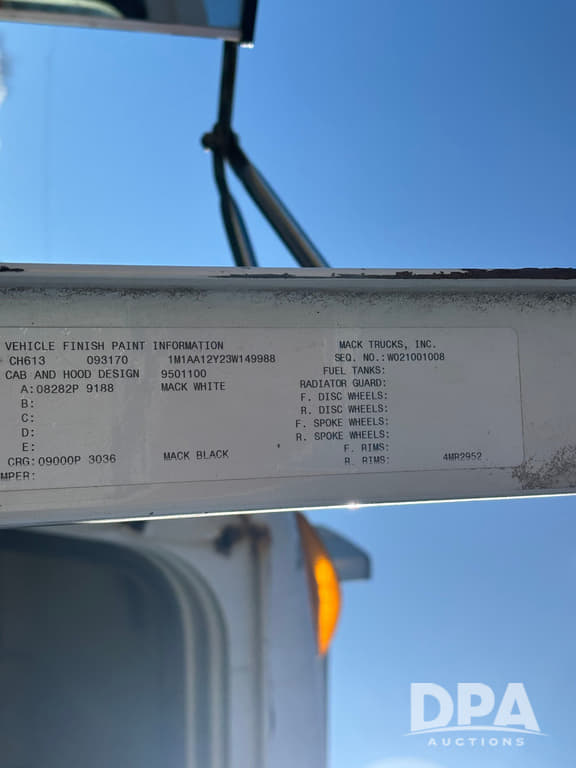 VEHICLE FINISH PAINT INFORMATION MACK TRUCKS, INC.
CH613 093170 1M1AA12Y23W149988 SEQ. NO.:W021001008
CAB AND HOOD DESIGN 9501100 FUEL TANKS:
A:08282P 9188 MACK WHITE RADIATOR GUARD:
B: F. DISC WHEELS:
C: R. DISC WHEELS:
D: F. SPOKE WHEELS:
E: R. SPOKE WHEELS:
CRG:09000P 3036 MACK BLACK F. RIMS:
MPER: R. RIMS: 4MR2952
DPA
AUCTIONS